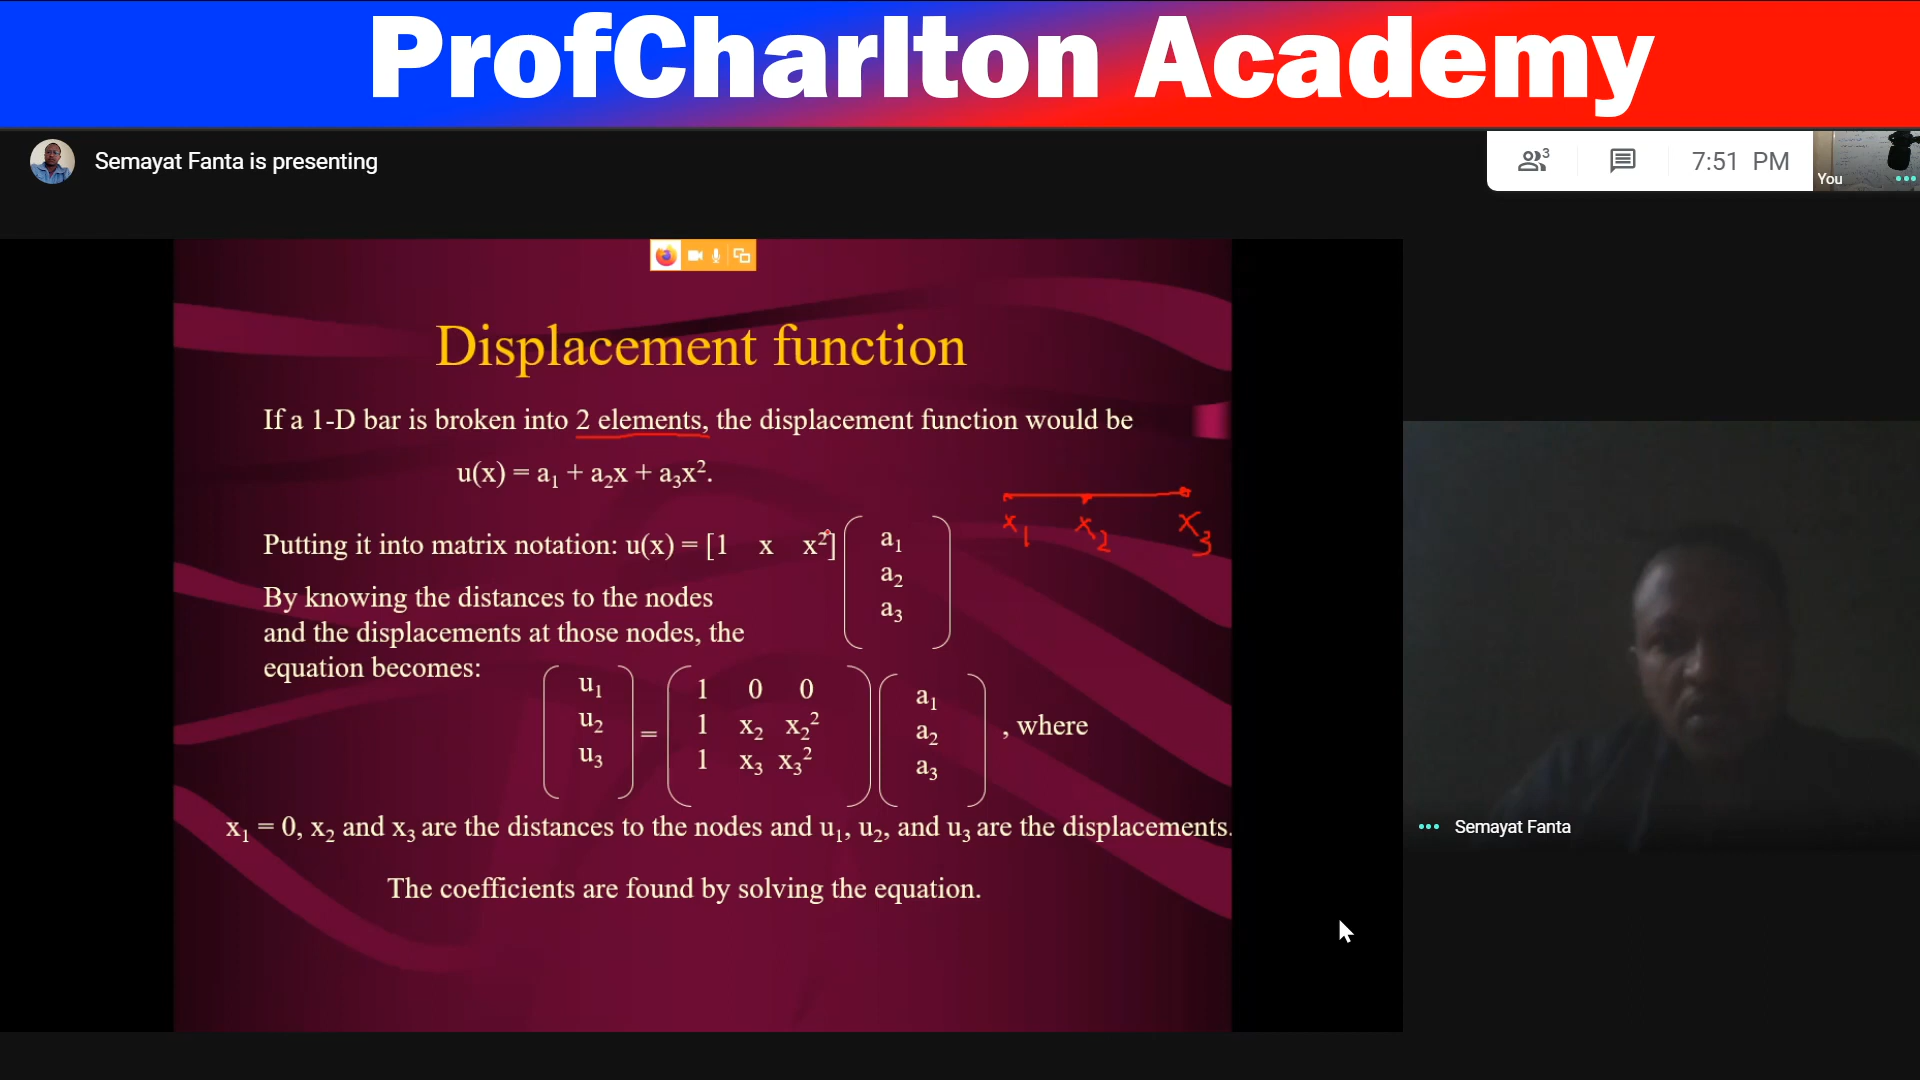 ProfCharlton Academy
Semayat Fanta is presenting
3
7:51 PM
You
Displacement function
If a 1-D bar is broken into 2 elements, the displacement function would be
u(x) = a₁ + a₂x + a₃x².
x₁ x₂ x₃
Putting it into matrix notation: u(x) = [1 x x²]
a₁
a₂
a₃
By knowing the distances to the nodes
and the displacements at those nodes, the
equation becomes:
u₁ 1 0 0 a₁
u₂ = 1 x₂ x₂² a₂ , where
u₃ 1 x₃ x₃² a₃
x₁ = 0, x₂ and x₃ are the distances to the nodes and u₁, u₂, and u₃ are the displacements.
Semayat Fanta
The coefficients are found by solving the equation.